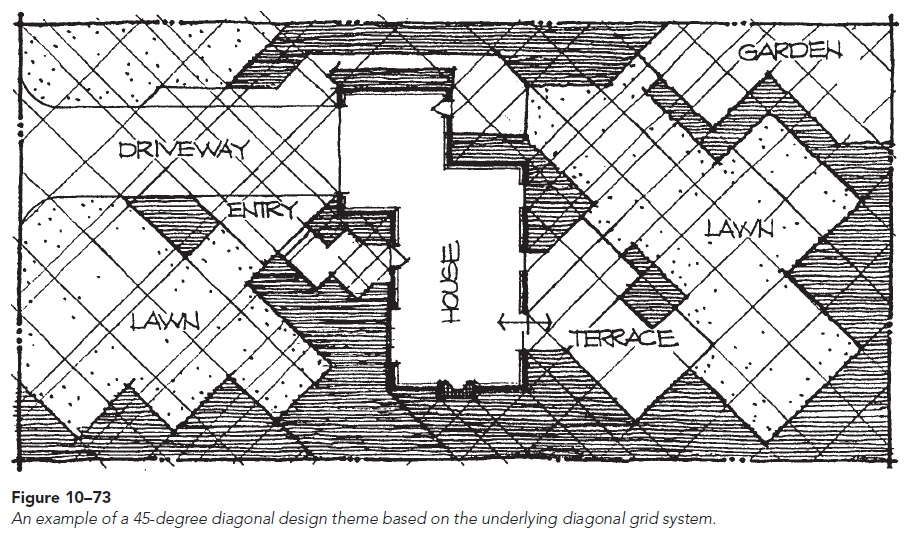 GARDEN
DRIVEWAY
ENTRY
LAWN
HOUSE
LAWN
TERRACE
Figure 10–73
An example of a 45-degree diagonal design theme based on the underlying diagonal grid system.